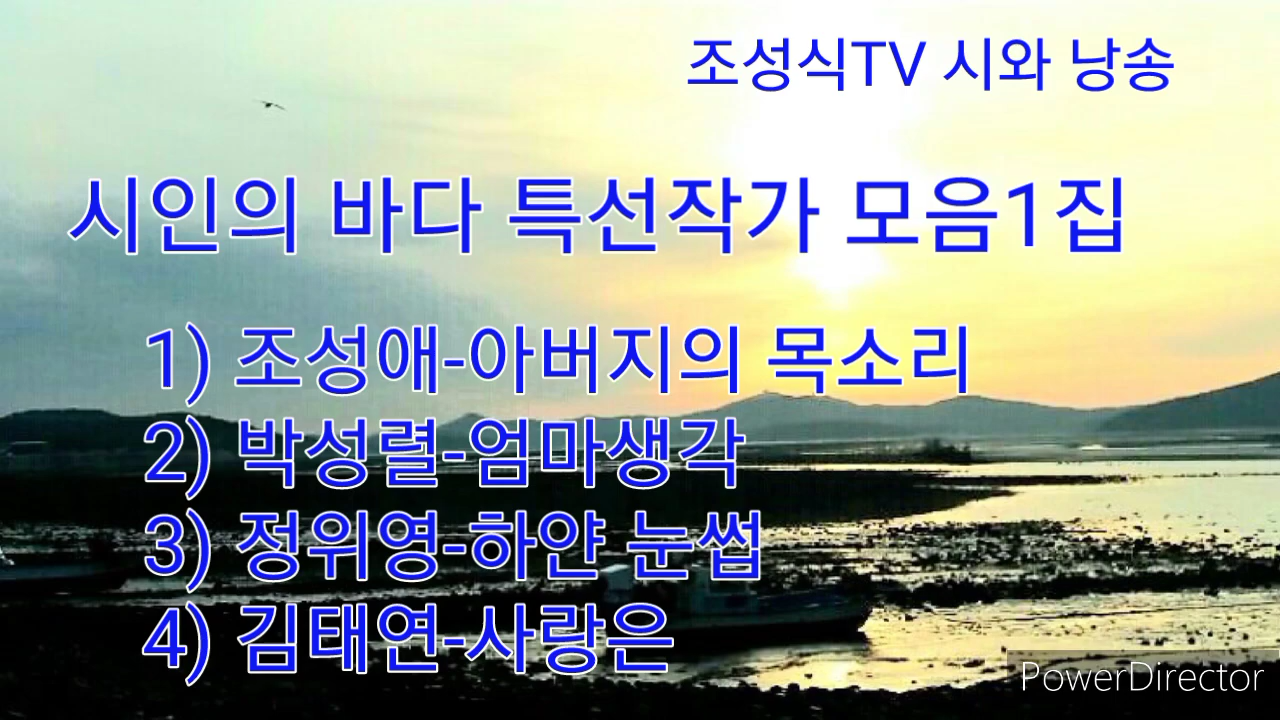 조성식TV 시와 낭송
시인의 바다 특선작가 모음1집
1) 조성애-아버지의 목소리
2) 박성렬-엄마생각
3) 정위영-하얀 눈썹
4) 김태연-사랑은
PowerDirector